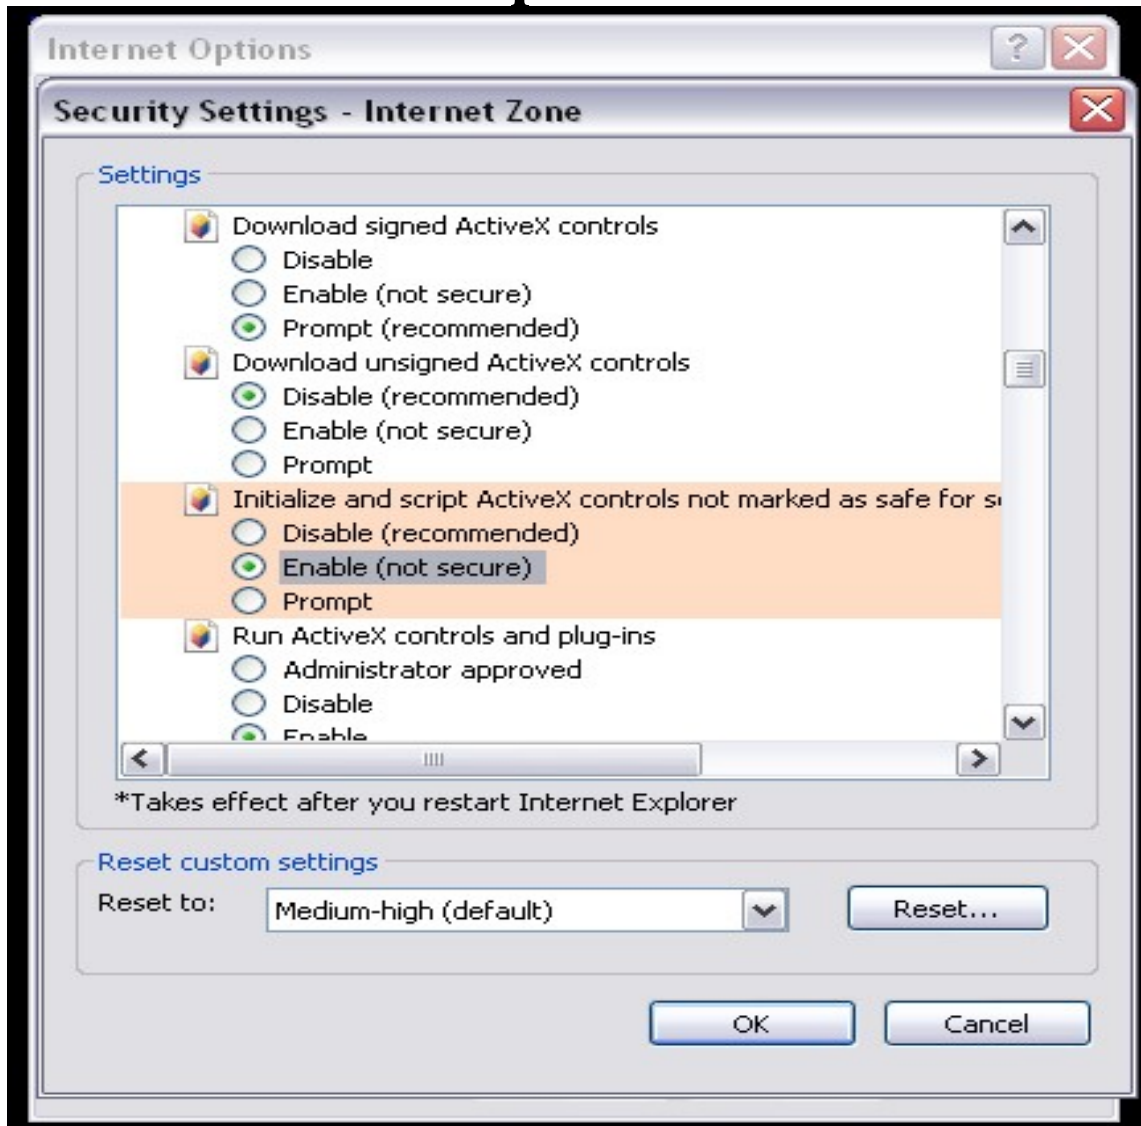 Internet Options
Security Settings - Internet Zone
Settings
Download signed ActiveX controls
Disable
Enable (not secure)
Prompt (recommended)
Download unsigned ActiveX controls
Disable (recommended)
Enable (not secure)
Prompt
Initialize and script ActiveX controls not marked as safe for
Disable (recommended)
Enable (not secure)
Prompt
Run ActiveX controls and plug-ins
Administrator approved
Disable
Enable
*Takes effect after you restart Internet Explorer
Reset custom settings
Reset to:
Medium-high (default)
Reset...
OK
Cancel